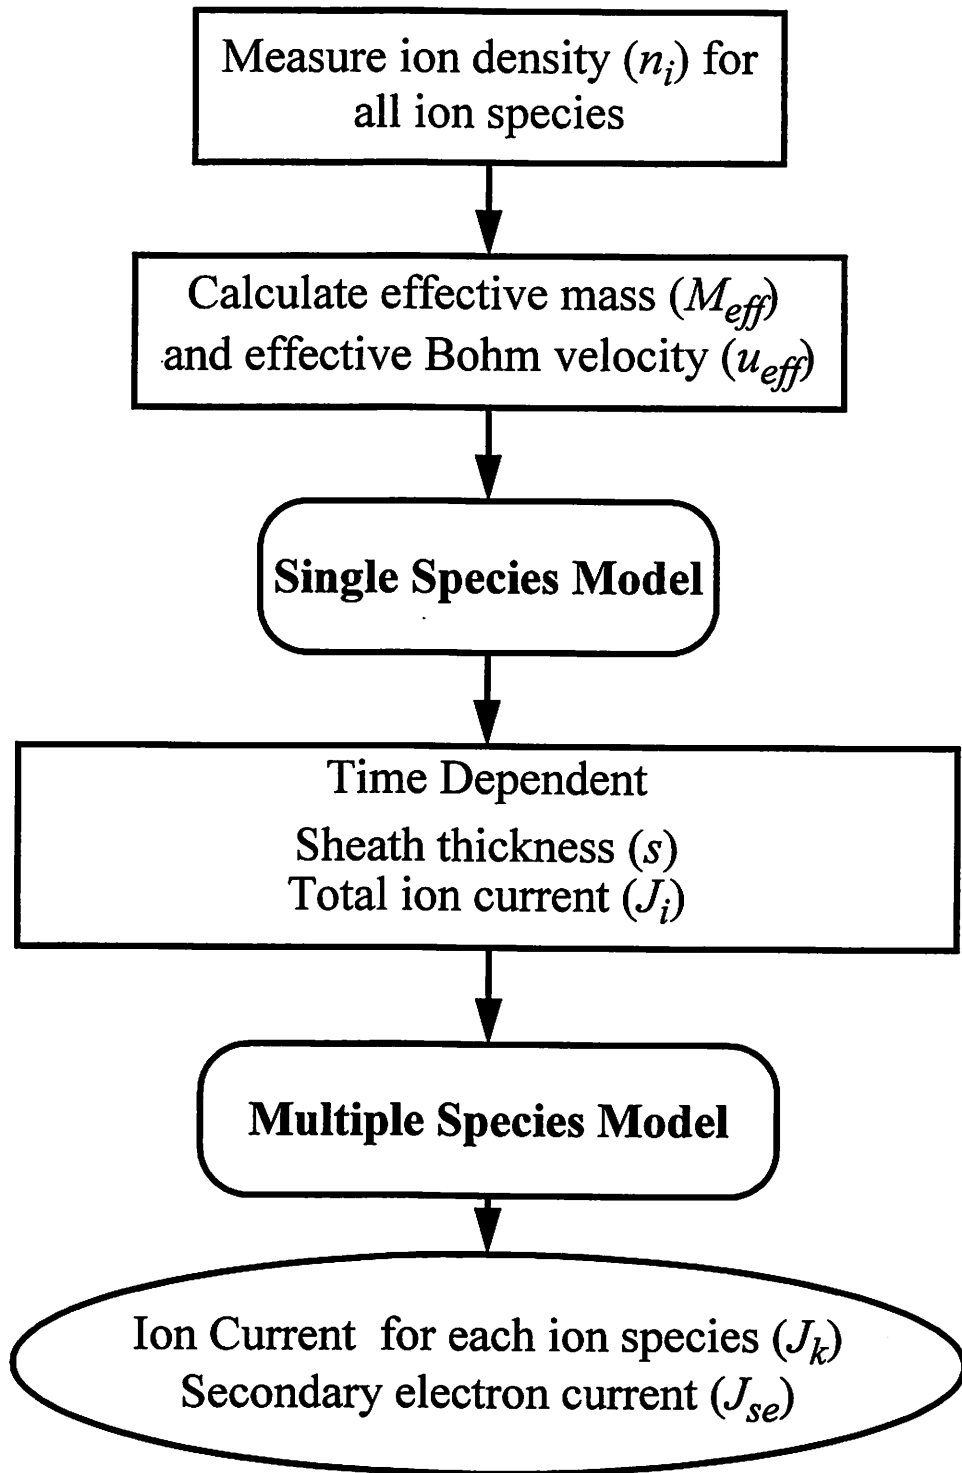 Measure ion density (n_i) for
all ion species
Calculate effective mass (M_eff)
and effective Bohm velocity (u_eff)
Single Species Model
Time Dependent
Sheath thickness (s)
Total ion current (J_i)
Multiple Species Model
Ion Current for each ion species (J_k)
Secondary electron current (J_se)